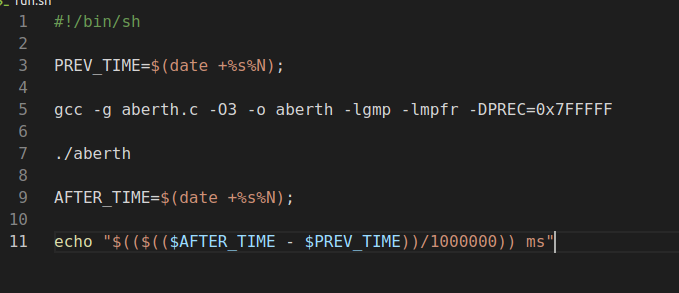 run.sh
1 #!/bin/sh
2
3 PREV_TIME=$(date +%s%N);
4
5 gcc -g aberth.c -O3 -o aberth -lgmp -lmpfr -DPREC=0x7FFFFF
6
7 ./aberth
8
9 AFTER_TIME=$(date +%s%N);
10
11 echo "$(($(($AFTER_TIME - $PREV_TIME))/1000000)) ms"